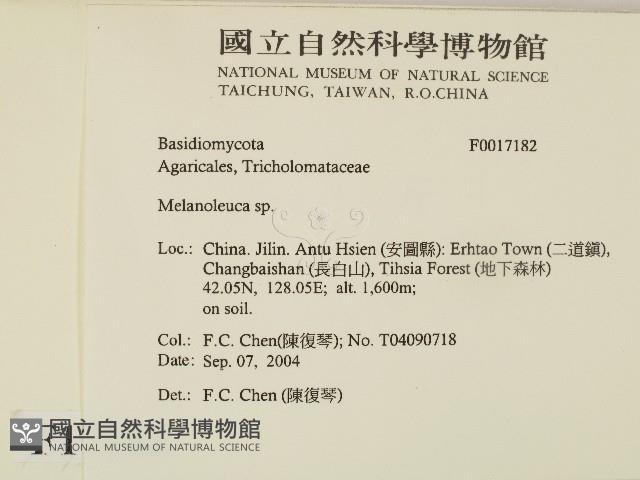 國立自然科學博物館
NATIONAL MUSEUM OF NATURAL SCIENCE
TAICHUNG, TAIWAN, R.O.CHINA
Basidiomycota F0017182
Agaricales, Tricholomataceae
Melanoleuca sp.
Loc.: China. Jilin. Antu Hsien (安圖縣): Erhtao Town (二道鎮),
Changbaishan (長白山), Tihsia Forest (地下森林)
42.05N, 128.05E; alt. 1,600m;
on soil.
Col.: F.C. Chen(陳復琴); No. T04090718
Date: Sep. 07, 2004
Det.: F.C. Chen (陳復琴)
國立自然科學博物館
NATIONAL MUSEUM OF NATURAL SCIENCE